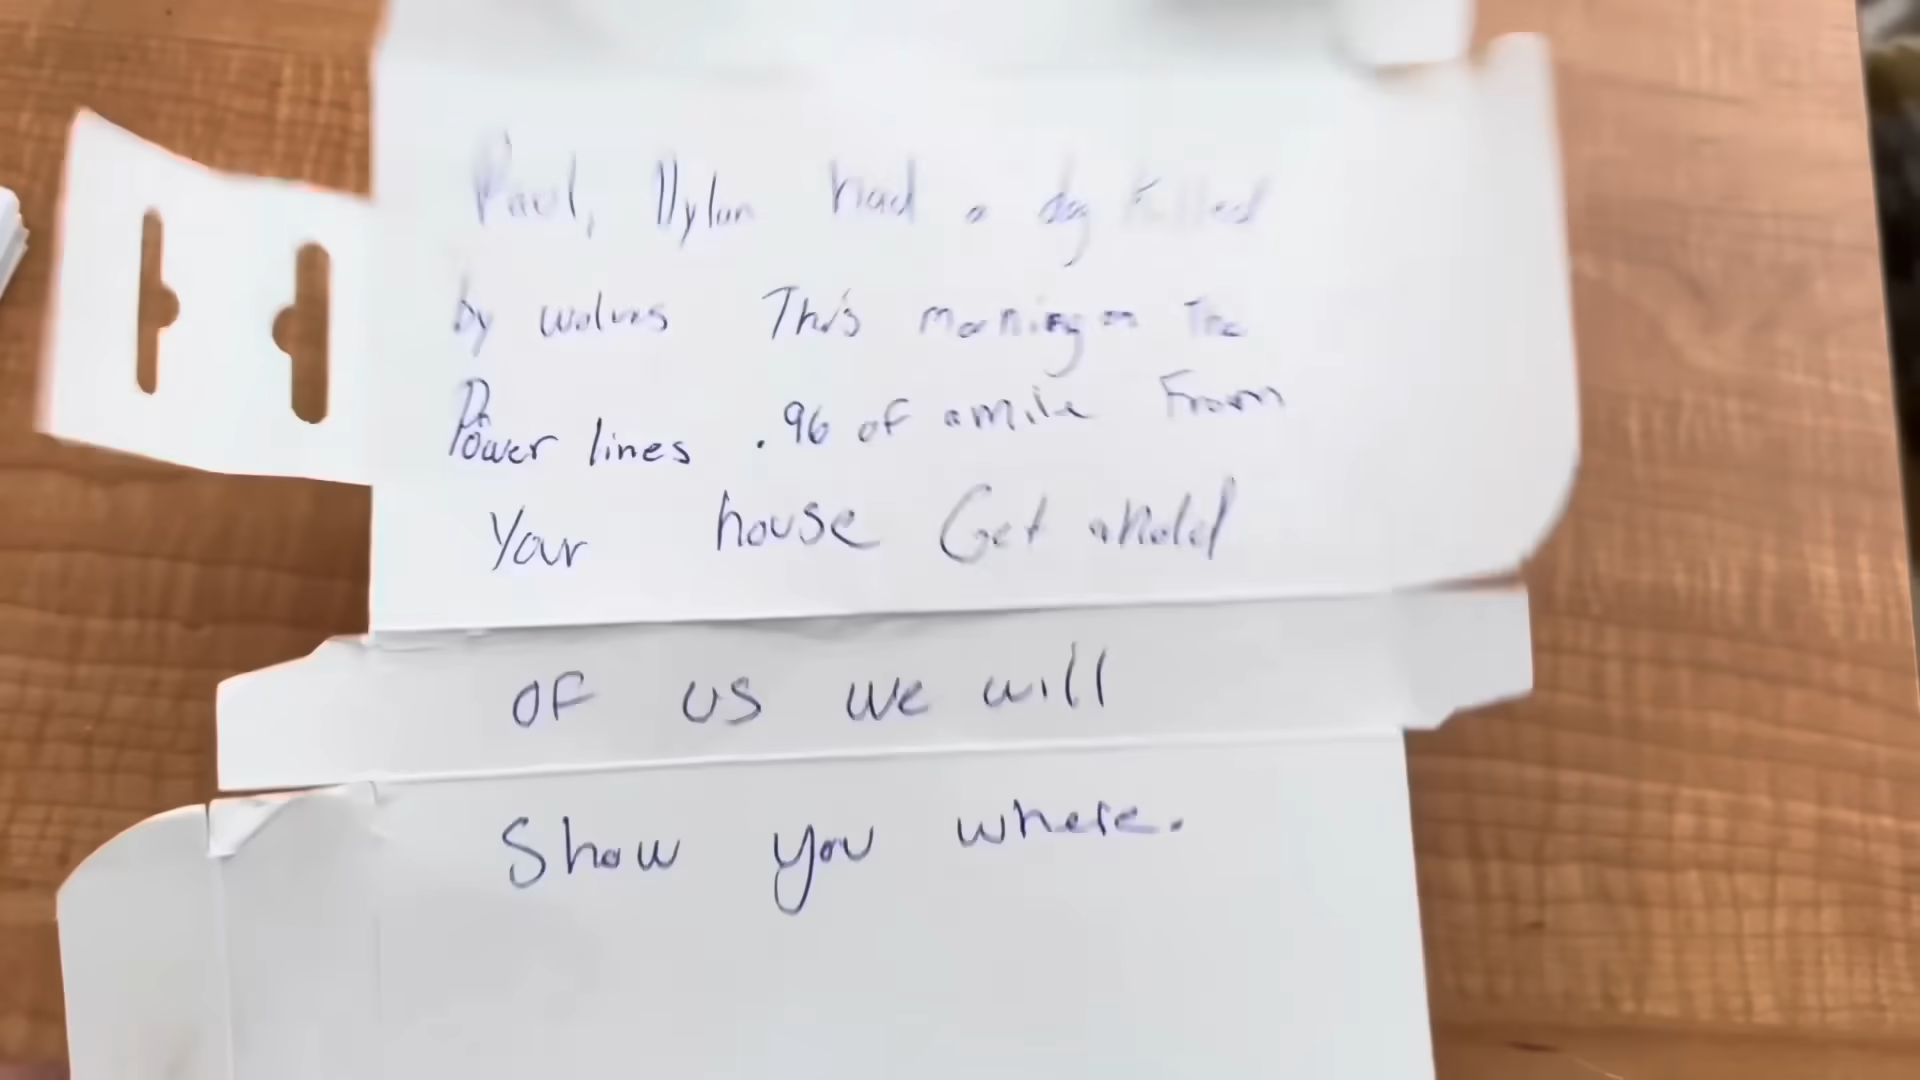 Paul, Dylan had a dog killed
by wolves This morning on The
Power lines .96 of a mile From
Your house Get ahold
OF us we will
Show you where.